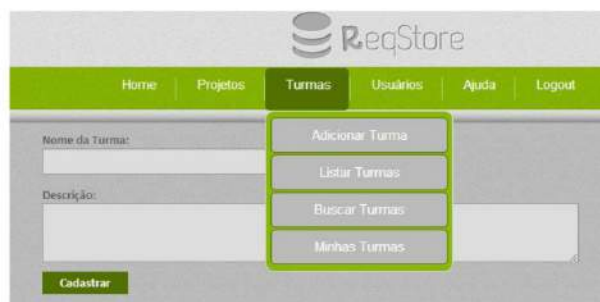 ReqStore
Home Projetos Turmas Usuários Ajuda Logout
Adicionar Turma
Listar Turmas
Buscar Turmas
Minhas Turmas
Nome da Turma:
Descrição:
Cadastrar